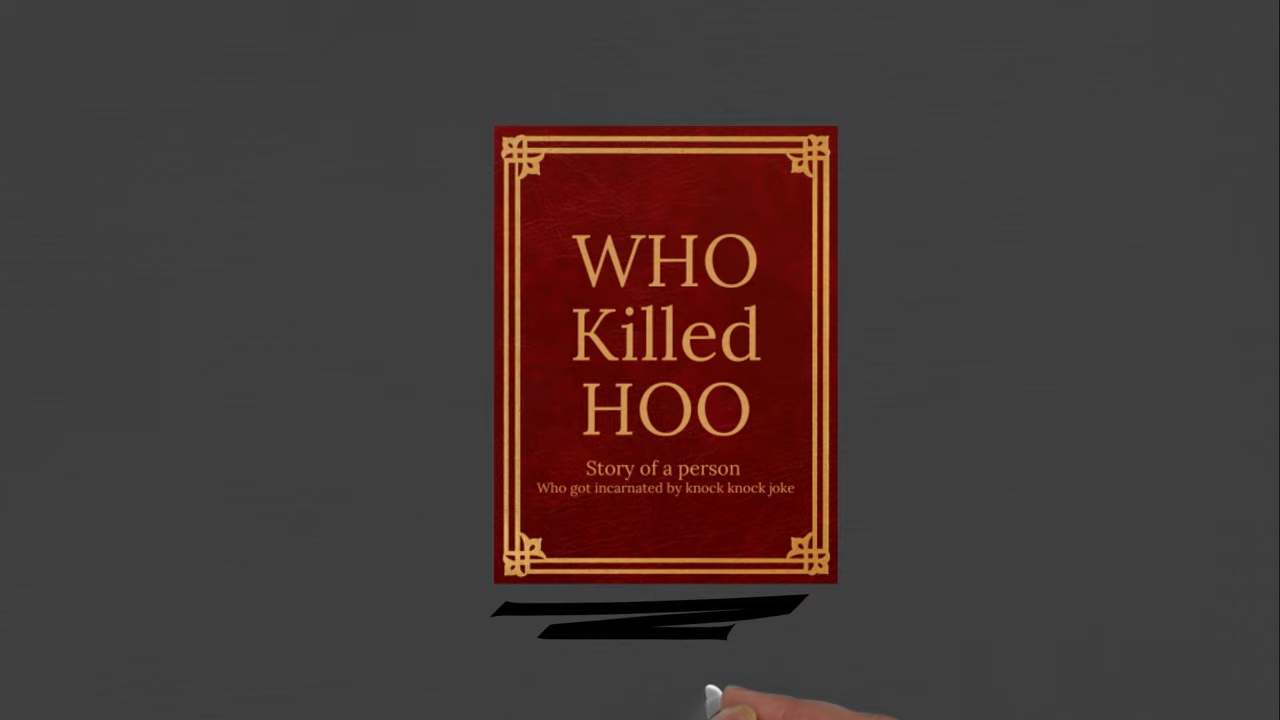 WHO
Killed
HOO
Story of a person
Who got incarnated by knock knock joke